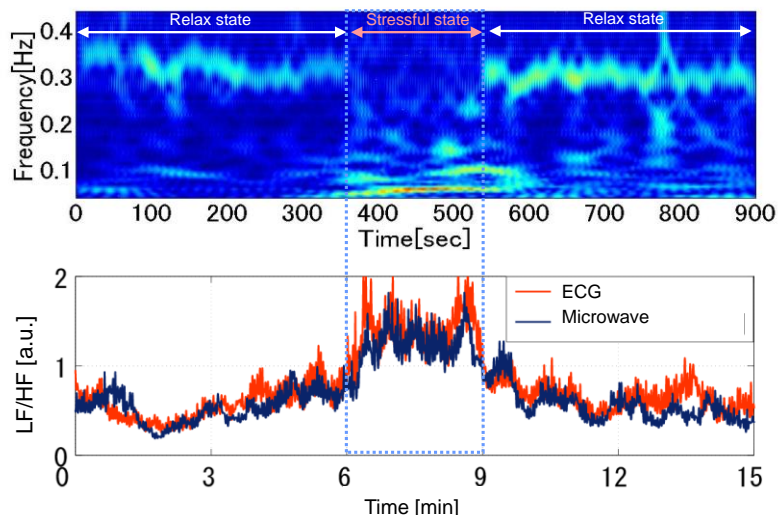 Relax state
Stressful state
Relax state
Frequency[Hz]
0.4
0.3
0.2
0.1
0 100 200 300 400 500 600 700 800 900
Time[sec]
LF/HF [a.u.]
2
1
0
ECG
Microwave
0 3 6 9 12 15
Time [min]